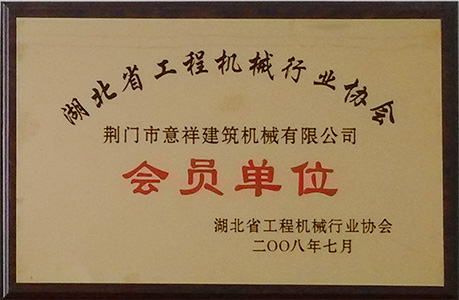 湖北省工程机械行业协会
荆门市意祥建筑机械有限公司
会员单位
湖北省工程机械行业协会
二〇〇八年七月